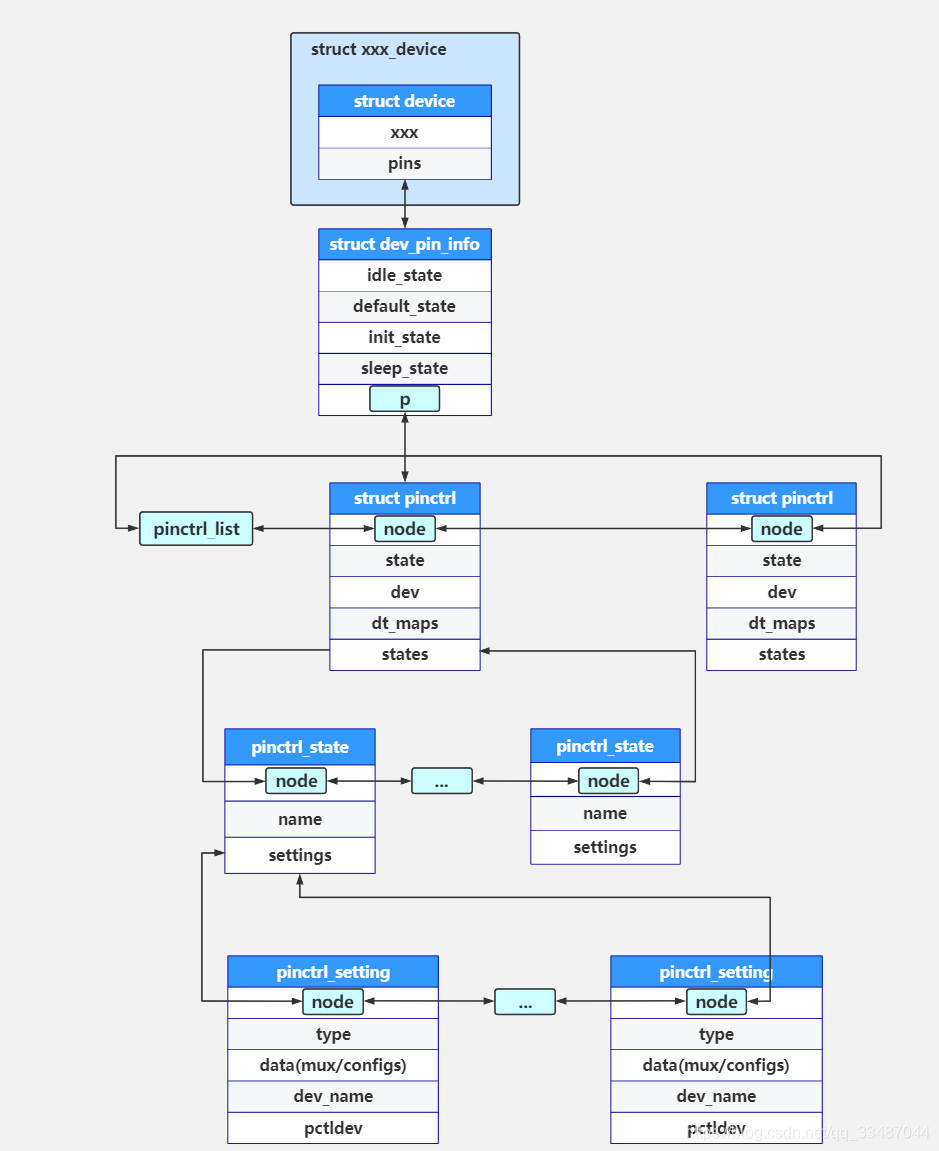 struct xxx_device
struct device
xxx
pins
struct dev_pin_info
idle_state
default_state
init_state
sleep_state
p
pinctrl_list
struct pinctrl
node
state
dev
dt_maps
states
struct pinctrl
node
state
dev
dt_maps
states
pinctrl_state
node
name
settings
...
pinctrl_state
node
name
settings
pinctrl_setting
node
type
data(mux/configs)
dev_name
pctldev
...
pinctrl_setting
node
type
data(mux/configs)
dev_name
pctldev
https://blog.csdn.net/qq_33487044